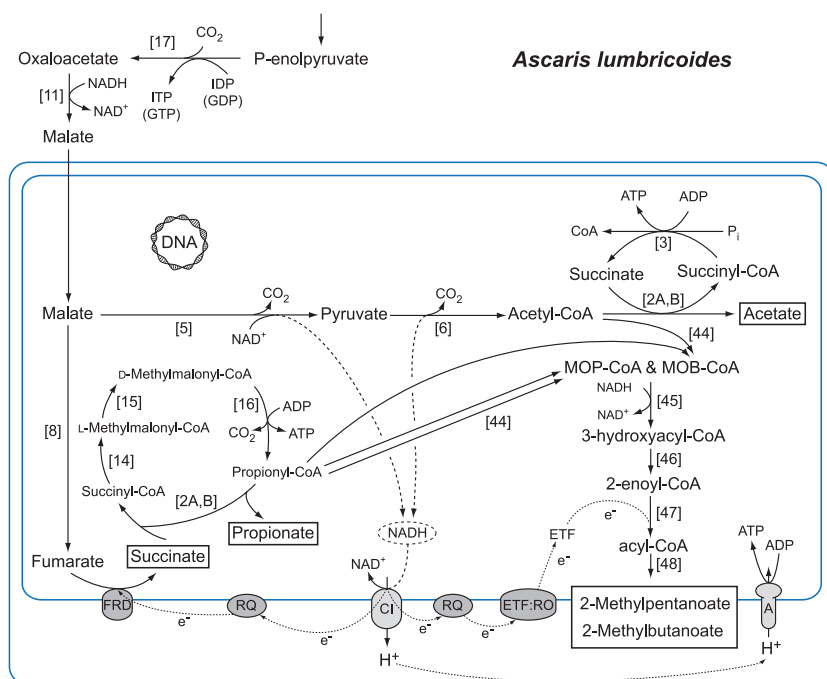 [17]
CO₂
Oxaloacetate
P-enolpyruvate
Ascaris lumbricoides
[11]
NADH
NAD⁺
ITP
(GTP)
IDP
(GDP)
Malate
DNA
ATP
ADP
CoA
[3]
Pᵢ
Succinate
Succinyl-CoA
[2A,B]
Malate
[5]
NAD⁺
CO₂
Pyruvate
CO₂
[6]
Acetyl-CoA
Acetate
[44]
MOP-CoA & MOB-CoA
D-Methylmalonyl-CoA
[15]
[16]
ADP
CO₂
ATP
L-Methylmalonyl-CoA
[8]
[14]
Propionyl-CoA
[44]
NADH
NAD⁺
[45]
3-hydroxyacyl-CoA
[46]
2-enoyl-CoA
Succinyl-CoA
[2A,B]
Propionate
NADH
e⁻
ETF
e⁻
[47]
acyl-CoA
[48]
Fumarate
Succinate
NAD⁺
ATP
ADP
FRD
e⁻
RQ
e⁻
CI
e⁻
RQ
e⁻
ETF:RO
2-Methylpentanoate
2-Methylbutanoate
A
H⁺
H⁺